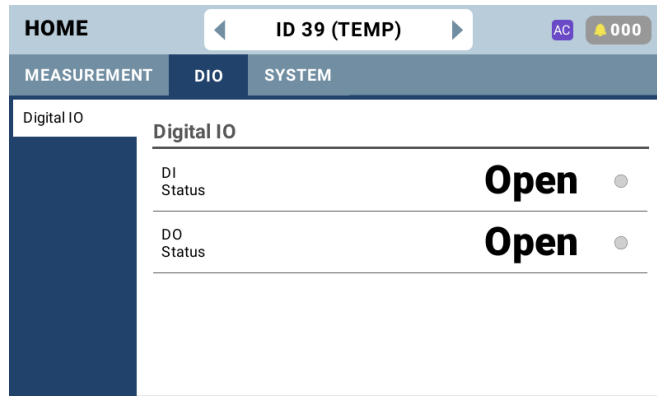 HOME
ID 39 (TEMP)
AC
000
MEASUREMENT
DIO
SYSTEM
Digital IO
Digital IO
DI
Status
Open
DO
Status
Open